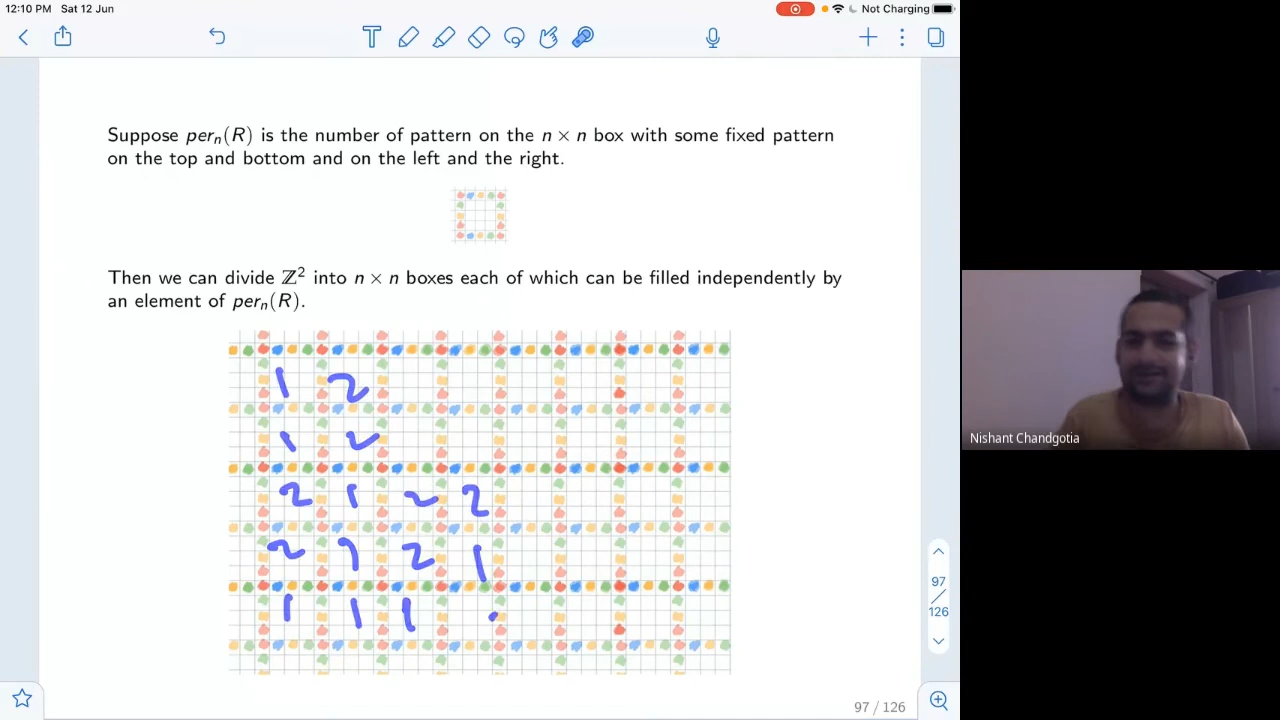 12:10 PM Sat 12 Jun
Not Charging
T
Suppose perₙ(R) is the number of pattern on the n × n box with some fixed pattern
on the top and bottom and on the left and the right.
Then we can divide ℤ² into n × n boxes each of which can be filled independently by
an element of perₙ(R).
1 2
1 2
2 1 2 2
2 1 2 1
1 1 1
Nishant Chandgotia
97
/
126
97 / 126